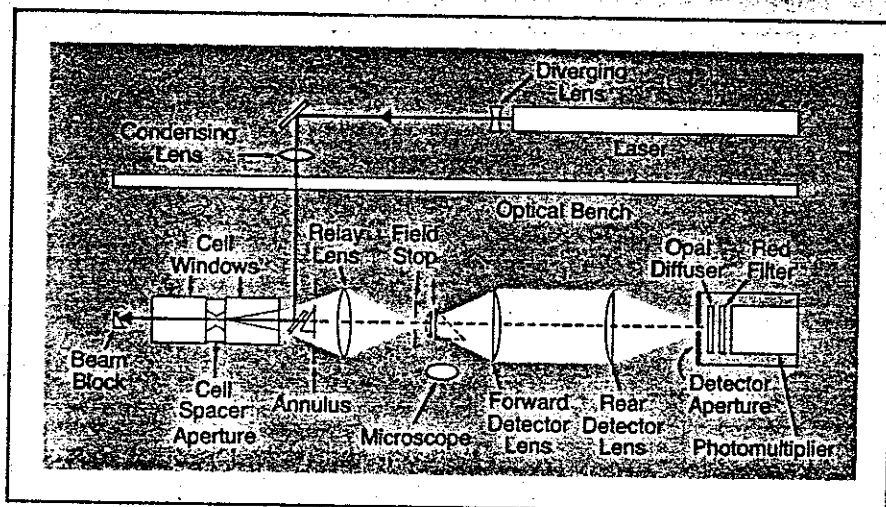 Diverging
Lens
Condensing
Lens
Laser
Optical Bench
Cell
Windows
Relay
Lens
Field
Stop
Opal
Diffuser
Red
Filter
Beam
Block
Cell
Spacer
Aperture
Annulus
Microscope
Forward
Detector
Lens
Rear
Detector
Lens
Detector
Aperture
Photomultiplier